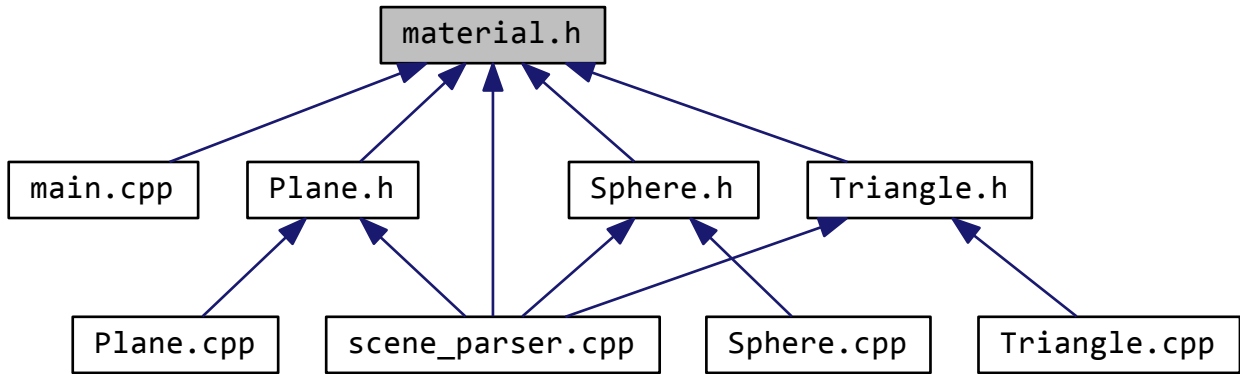 material.h
main.cpp
Plane.h
Sphere.h
Triangle.h
Plane.cpp
scene_parser.cpp
Sphere.cpp
Triangle.cpp